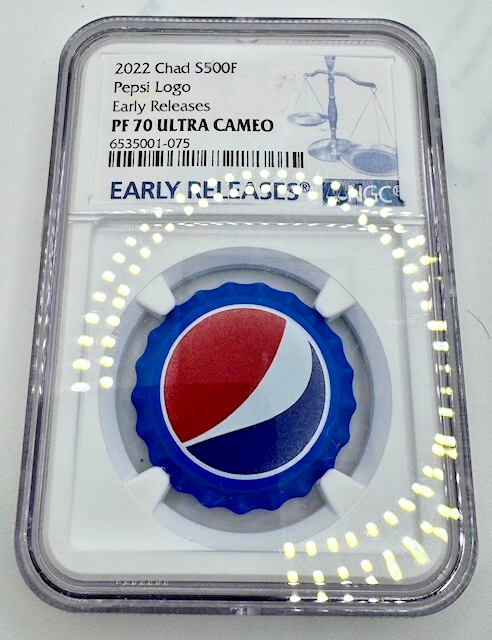 2022 Chad S500F
Pepsi Logo
Early Releases
PF 70 ULTRA CAMEO
6535001-075
EARLY RELEASES® NGC